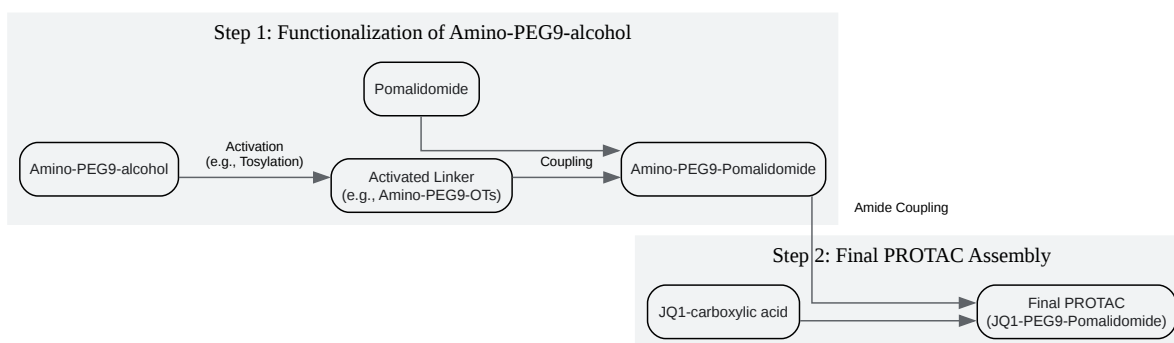 Step 1: Functionalization of Amino-PEG9-alcohol
Pomalidomide
Amino-PEG9-alcohol
Activation
(e.g., Tosylation)
Activated Linker
(e.g., Amino-PEG9-OTs)
Coupling
Amino-PEG9-Pomalidomide
Amide Coupling
Step 2: Final PROTAC Assembly
JQ1-carboxylic acid
Final PROTAC
(JQ1-PEG9-Pomalidomide)